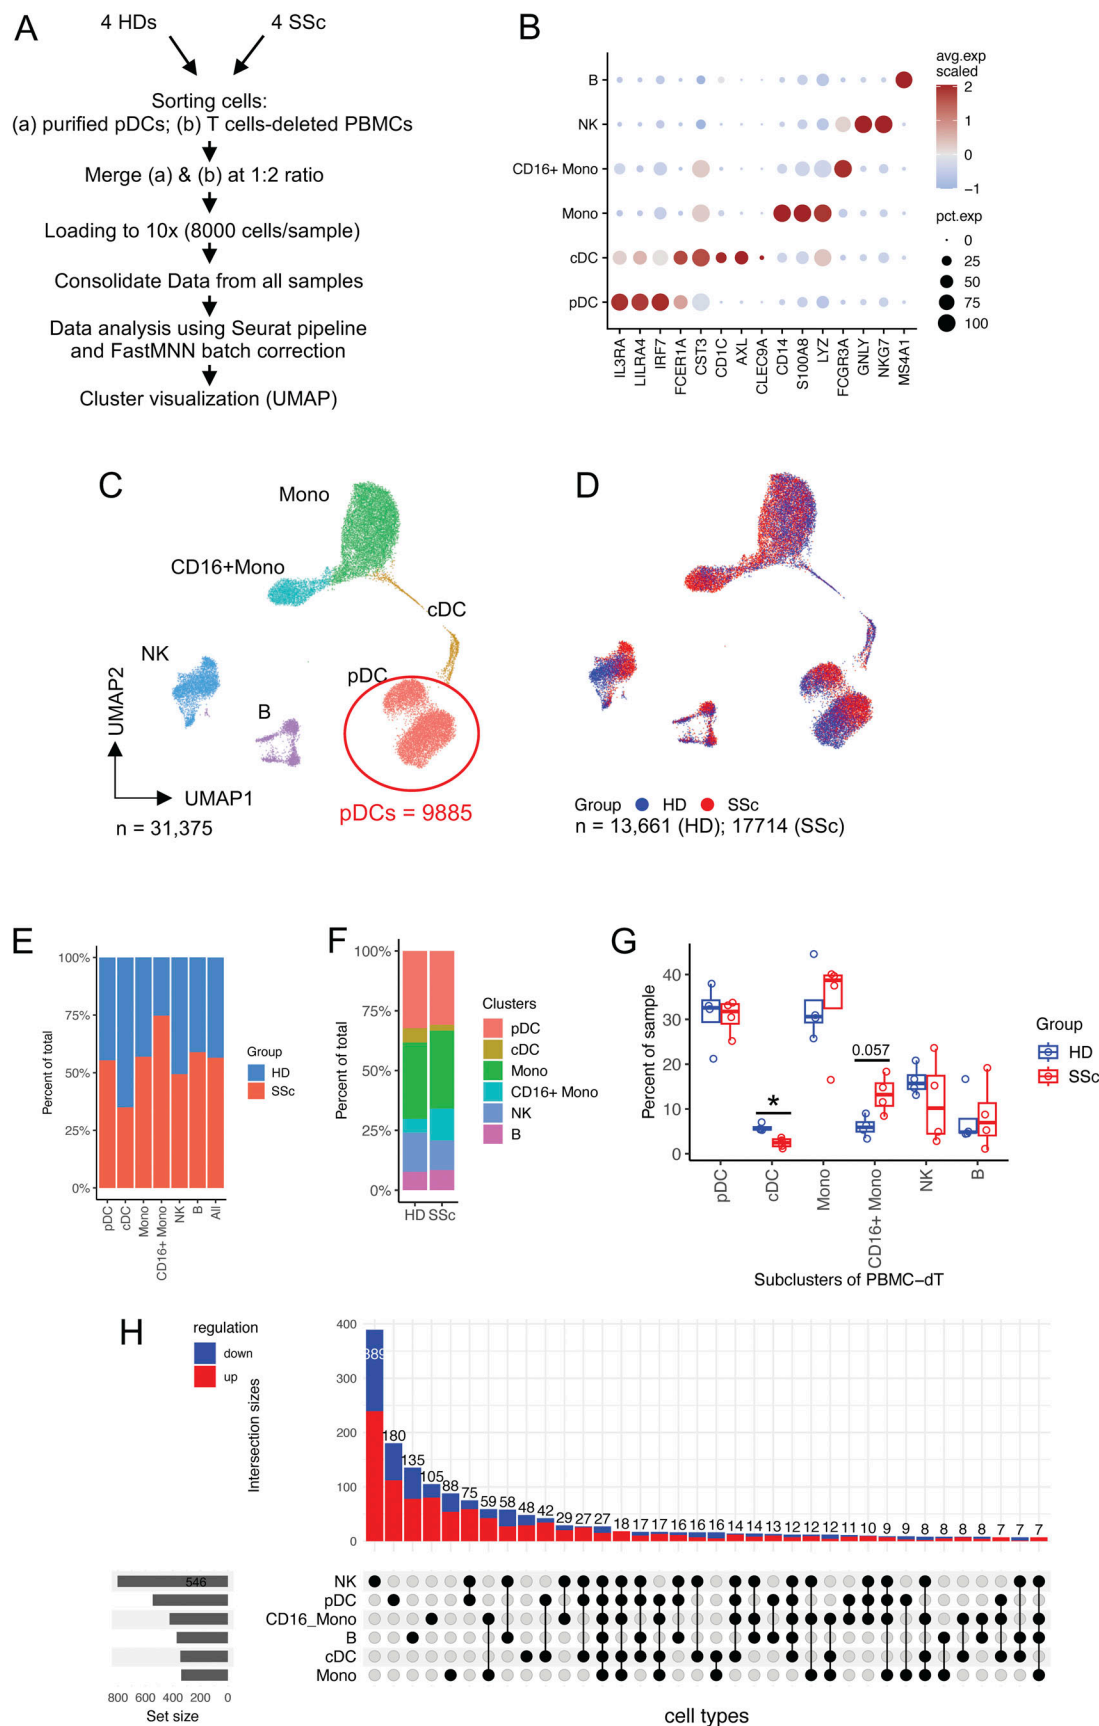 A
4 HDs
4 SSc
Sorting cells:
(a) purified pDCs; (b) T cells-deleted PBMCs
Merge (a) & (b) at 1:2 ratio
Loading to 10x (8000 cells/sample)
Consolidate Data from all samples
Data analysis using Seurat pipeline
and FastMNN batch correction
Cluster visualization (UMAP)
B
B
NK
CD16+ Mono
Mono
cDC
pDC
IL3RA
LILRA4
IRF7
FCER1A
CST3
CD1C
AXL
CLEC9A
CD14
S100A8
LYZ
FCGR3A
GNLY
NKG7
MS4A1
avg.exp
scaled
2
1
0
−1
pct.exp
0
25
50
75
100
C
Mono
CD16+Mono
cDC
NK
pDC
B
UMAP2
UMAP1
n = 31,375
pDCs = 9885
D
Group HD SSc
n = 13,661 (HD); 17714 (SSc)
E
Percent of total
100%
75%
50%
25%
0%
pDC
cDC
Mono
CD16+ Mono
NK
B
All
Group
HD
SSc
F
Percent of total
100%
75%
50%
25%
0%
HD SSc
Clusters
pDC
cDC
Mono
CD16+ Mono
NK
B
G
Percent of sample
40
30
20
10
0
*
0.057
pDC
cDC
Mono
CD16+ Mono
NK
B
Subclusters of PBMC−dT
Group
HD
SSc
H
regulation
down
up
Intersection sizes
400
300
200
100
0
389
180
135
105
88
75
59
58
48
42
29
27
27
18
17
17
16
16
16
14
14
13
12
12
12
11
10
9
9
8
8
8
8
7
7
7
546
NK
pDC
CD16_Mono
B
cDC
Mono
800 600 400 200 0
Set size
cell types